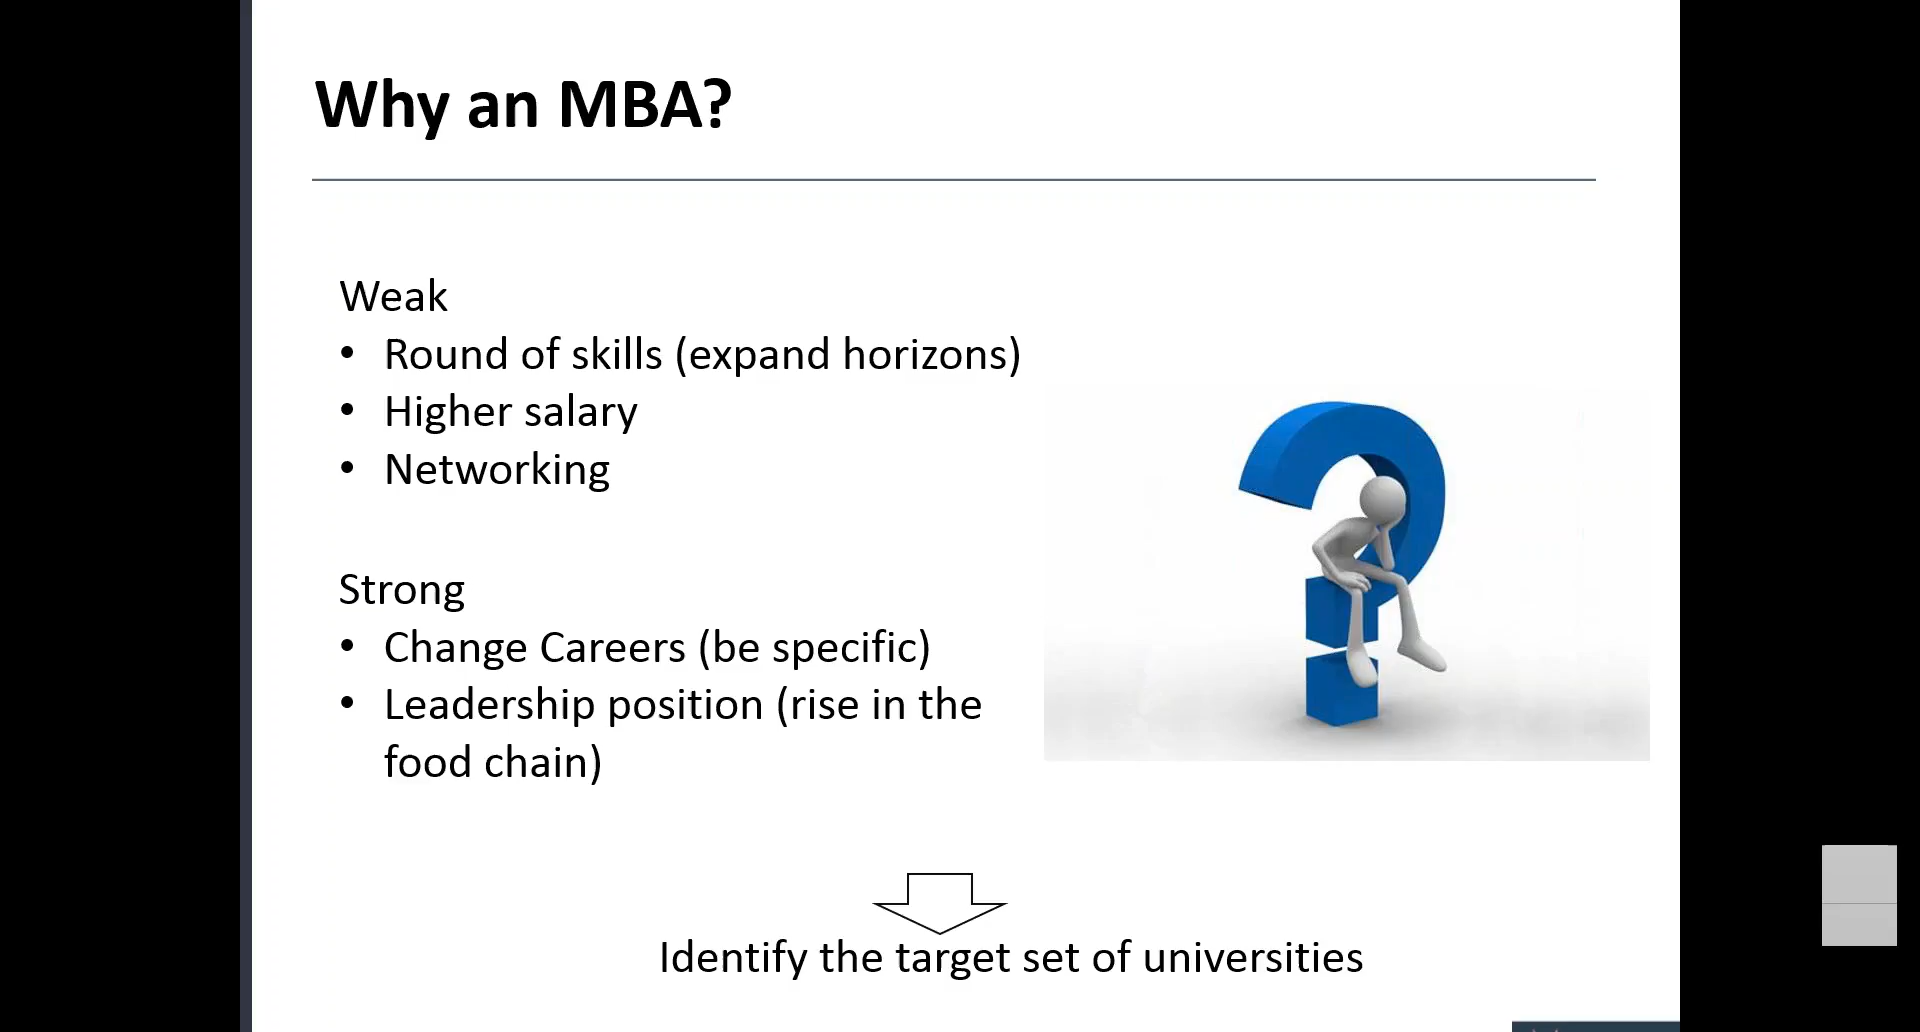 Why an MBA?
Weak
• Round of skills (expand horizons)
• Higher salary
• Networking
Strong
• Change Careers (be specific)
• Leadership position (rise in the
food chain)
Identify the target set of universities